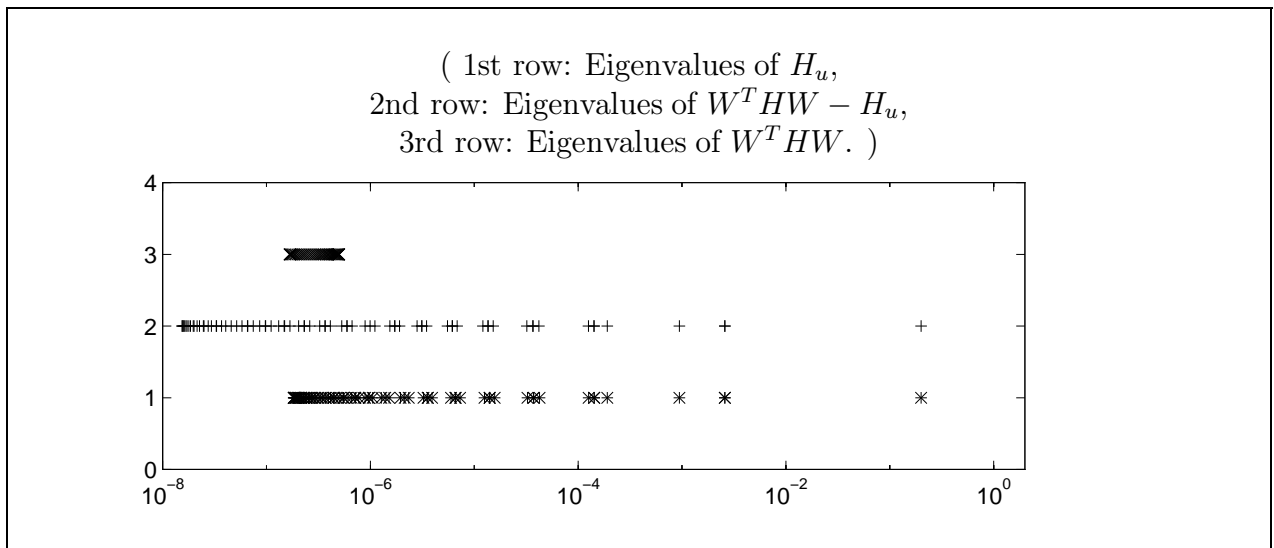 ( 1st row: Eigenvalues of $H_u$,
2nd row: Eigenvalues of $W^T HW - H_u$,
3rd row: Eigenvalues of $W^T HW$. )
4
3
2
1
0
$10^{-8}$ $10^{-6}$ $10^{-4}$ $10^{-2}$ $10^{0}$